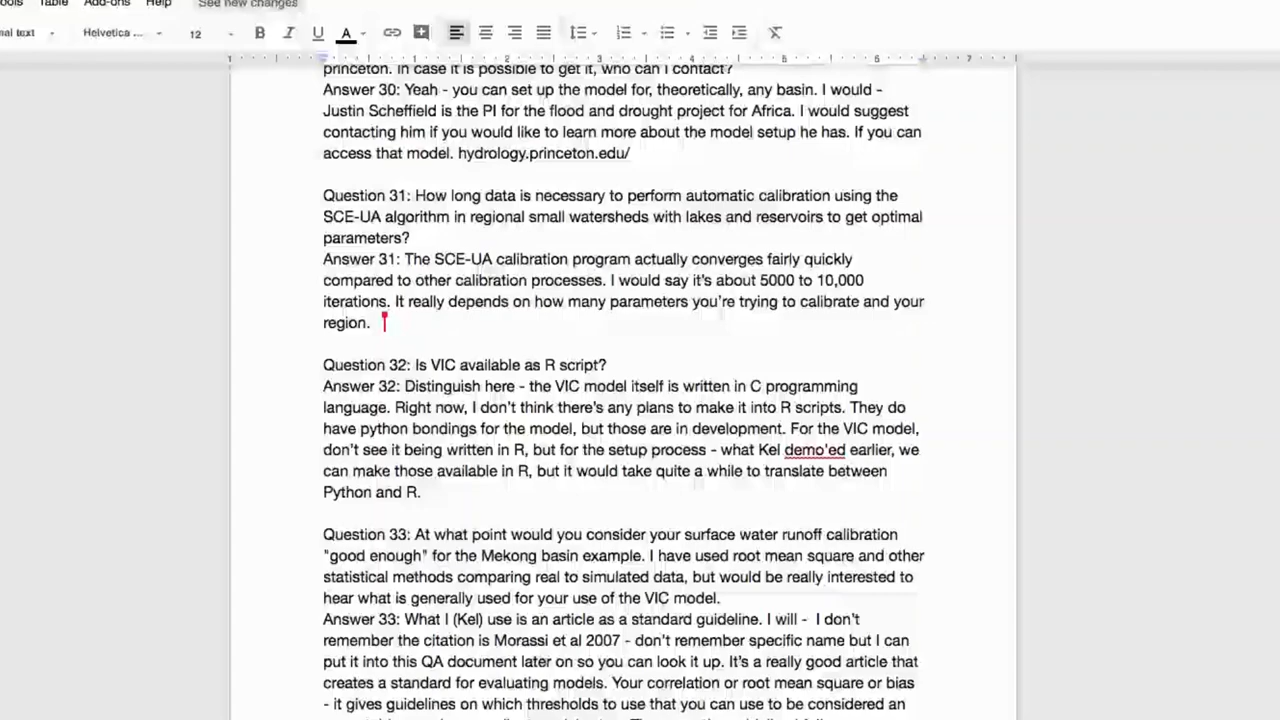 ools Table Add-ons Help See new changes
nal text Helvetica ... 12 B I U A
1 1 2 3 4 5 6 7
princeton. In case it is possible to get it, who can I contact?
Answer 30: Yeah - you can set up the model for, theoretically, any basin. I would -
Justin Scheffield is the PI for the flood and drought project for Africa. I would suggest
contacting him if you would like to learn more about the model setup he has. If you can
access that model. hydrology.princeton.edu/
Question 31: How long data is necessary to perform automatic calibration using the
SCE-UA algorithm in regional small watersheds with lakes and reservoirs to get optimal
parameters?
Answer 31: The SCE-UA calibration program actually converges fairly quickly
compared to other calibration processes. I would say it's about 5000 to 10,000
iterations. It really depends on how many parameters you're trying to calibrate and your
region.
Question 32: Is VIC available as R script?
Answer 32: Distinguish here - the VIC model itself is written in C programming
language. Right now, I don't think there's any plans to make it into R scripts. They do
have python bondings for the model, but those are in development. For the VIC model,
don't see it being written in R, but for the setup process - what Kel demo'ed earlier, we
can make those available in R, but it would take quite a while to translate between
Python and R.
Question 33: At what point would you consider your surface water runoff calibration
"good enough" for the Mekong basin example. I have used root mean square and other
statistical methods comparing real to simulated data, but would be really interested to
hear what is generally used for your use of the VIC model.
Answer 33: What I (Kel) use is an article as a standard guideline. I will - I don't
remember the citation is Morassi et al 2007 - don't remember specific name but I can
put it into this QA document later on so you can look it up. It's a really good article that
creates a standard for evaluating models. Your correlation or root mean square or bias
- it gives guidelines on which thresholds to use that you can use to be considered an